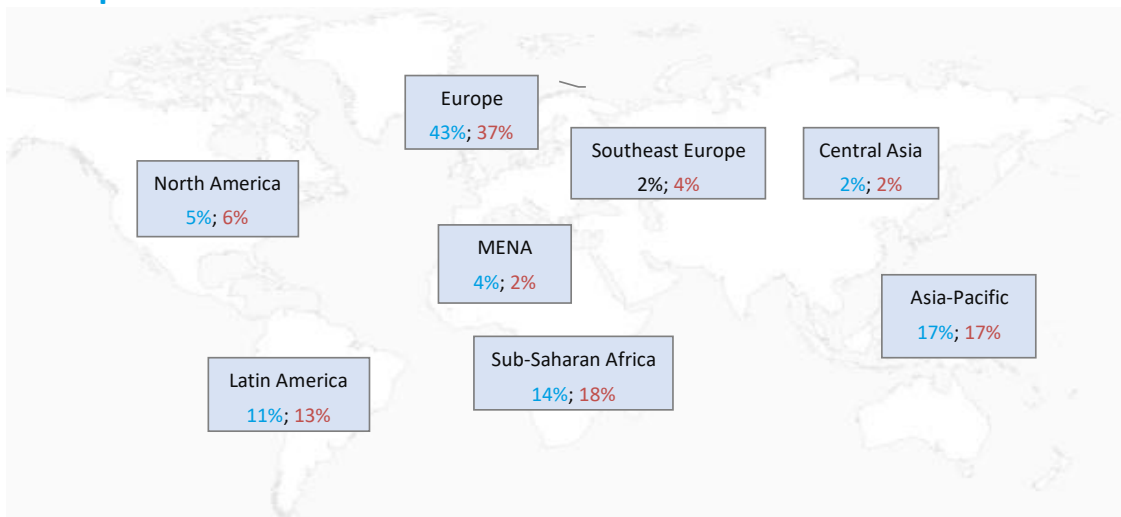 Europe
43%; 37%
Southeast Europe
2%; 4%
Central Asia
2%; 2%
North America
5%; 6%
MENA
4%; 2%
Asia-Pacific
17%; 17%
Sub-Saharan Africa
14%; 18%
Latin America
11%; 13%